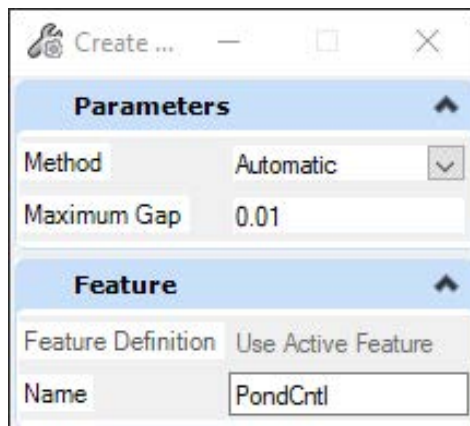 Create ...
Parameters
Method Automatic
Maximum Gap 0.01
Feature
Feature Definition Use Active Feature
Name PondCntl